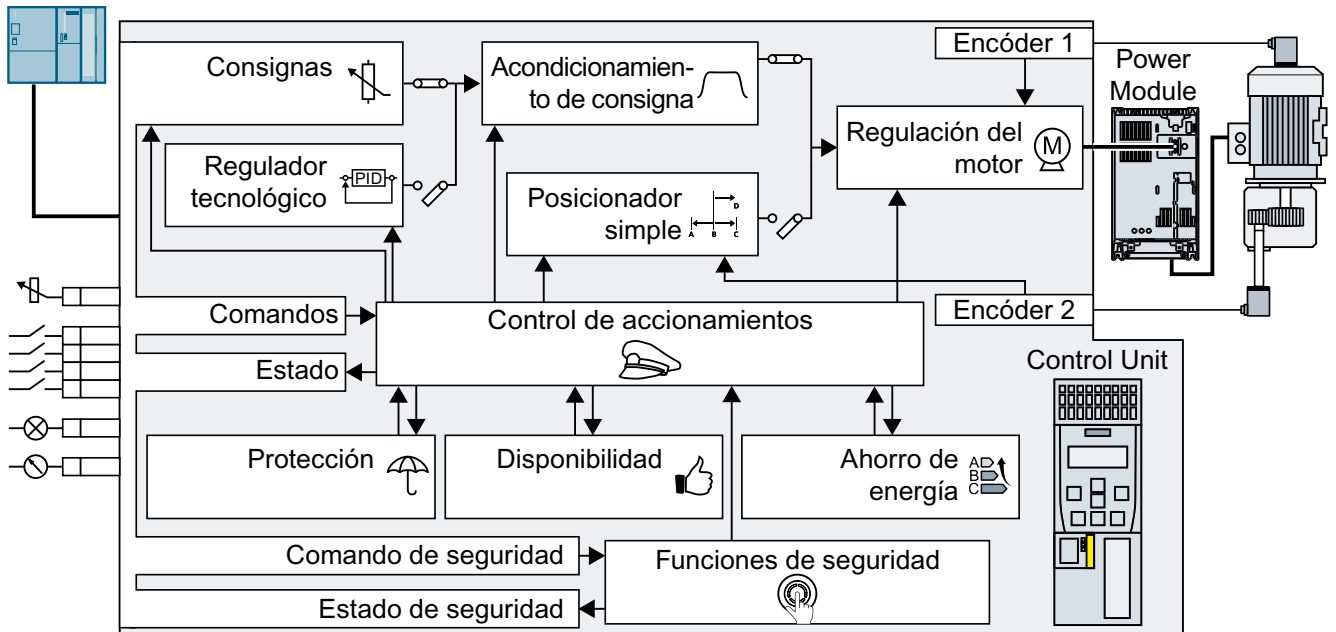 Consignas
Acondicionamien-
to de consigna
Encóder 1
Power
Module
Regulación del
motor
M
Regulador
tecnológico
PID
Posicionador
simple
D
A B C
Encóder 2
Comandos
Control de accionamientos
Estado
Control Unit
Protección
Disponibilidad
Ahorro de
energía
A
B
C
Comando de seguridad
Funciones de seguridad
Estado de seguridad